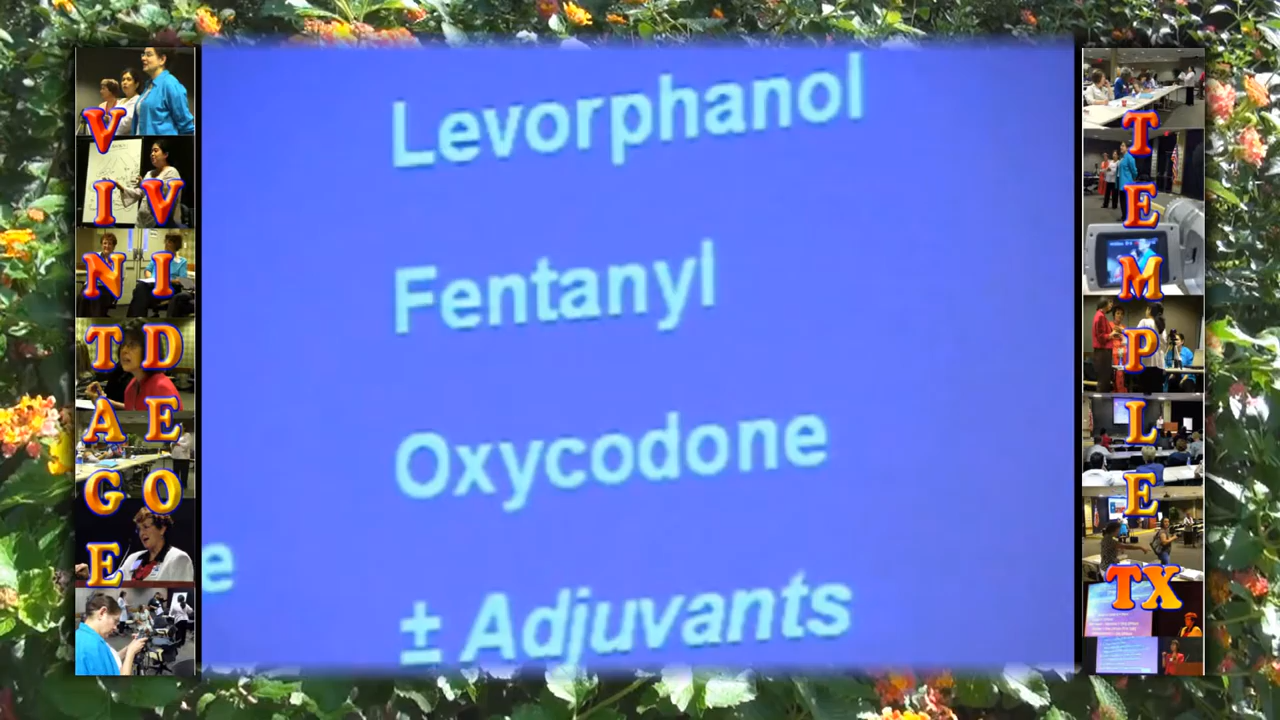 VINTAGE
VIDEO
Levorphanol
Fentanyl
Oxycodone
e
+ Adjuvants
TEMPLE
TX